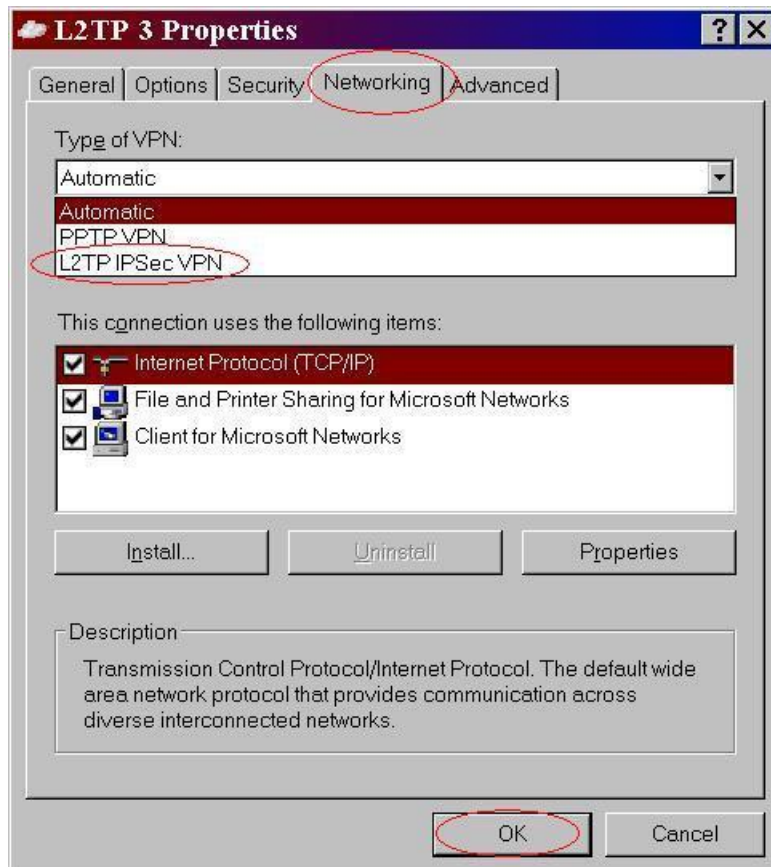 L2TP 3 Properties
General Options Security Networking Advanced
Type of VPN:
Automatic
Automatic
PPTP VPN
L2TP IPSec VPN
This connection uses the following items:
Internet Protocol (TCP/IP)
File and Printer Sharing for Microsoft Networks
Client for Microsoft Networks
Install... Uninstall Properties
Description
Transmission Control Protocol/Internet Protocol. The default wide
area network protocol that provides communication across
diverse interconnected networks.
OK Cancel